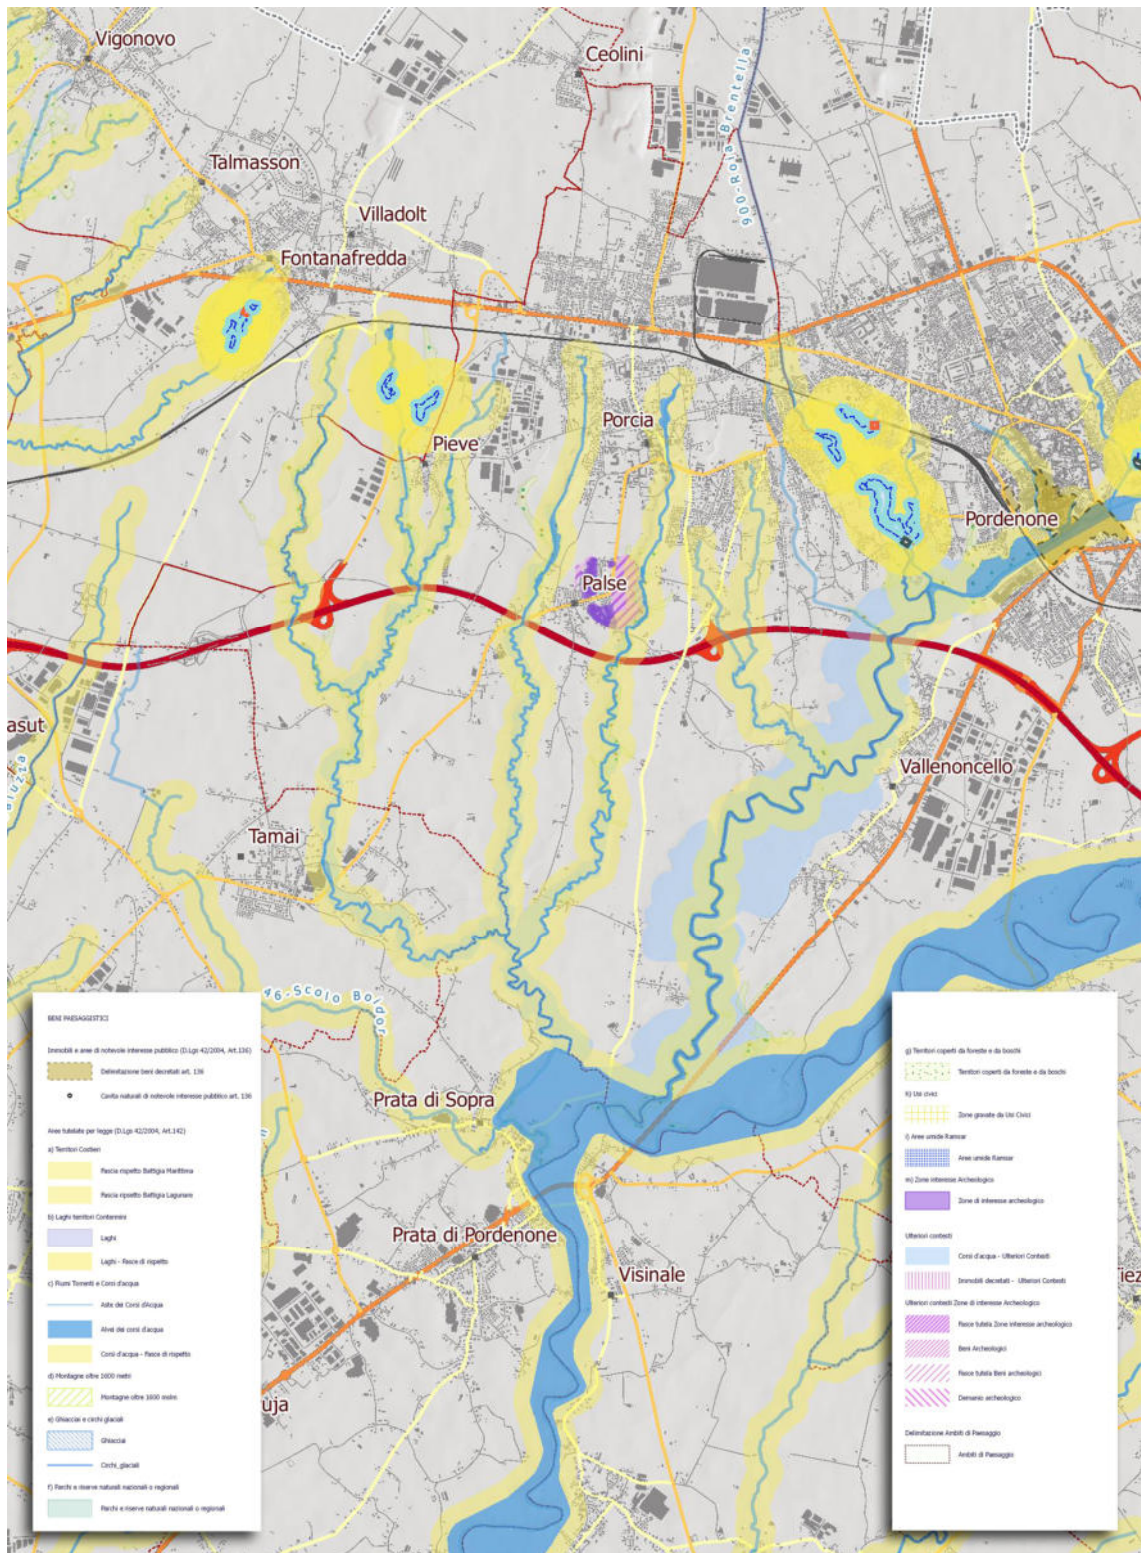 Vigonovo
Ceolini
900-Roia Brentella
Talmasson
Villadolt
Fontanafredda
Porcia
Pieve
Pordenone
Palse
asut
Vallenoncello
Tamai
46-Scolo Boidor
Prata di Sopra
Prata di Pordenone
Visinale
uja
BENI PAESAGGISTICI
Immobili e aree di notevole interesse pubblico (D.Lgs 42/2004, Art.136)
Delimitazione beni decretati art. 136
Cavita naturali di notevole interesse pubblico art. 136
Aree tutelate per legge (D.Lgs 42/2004, Art.142)
a) Territori Costieri
Fascia rispetto Battigia Marittima
Fascia rispetto Battigia Lagunare
b) Laghi territori Contermini
Laghi
Laghi - Fasce di rispetto
c) Fiumi Torrenti e Corsi d'acqua
Aste dei Corsi d'Acqua
Alvei dei corsi d'acqua
Corsi d'acqua - Fasce di rispetto
d) Montagne oltre 1600 metri
Montagne oltre 1600 mslm
e) Ghiacciai e circhi glaciali
Ghiacciai
Circhi_glaciali
f) Parchi e riserve naturali nazionali o regionali
Parchi e riserve naturali nazionali o regionali
g) Territori coperti da foreste e da boschi
Territori coperti da foreste e da boschi
h) Usi civici
Zone gravate da Usi Civici
i) Aree umide Ramsar
Aree umide Ramsar
m) Zone interesse Archeologico
Zone di interesse archeologico
Ulteriori contesti
Corsi d'acqua - Ulteriori Contesti
Immobili decretati - Ulteriori Contesti
Ulteriori contesti Zone di interesse Archeologico
Fasce tutela Zone interesse archeologico
Beni Archeologici
Fasce tutela Beni archeologici
Demanio archeologico
Delimitazione Ambiti di Paesaggio
Ambiti di Paesaggio